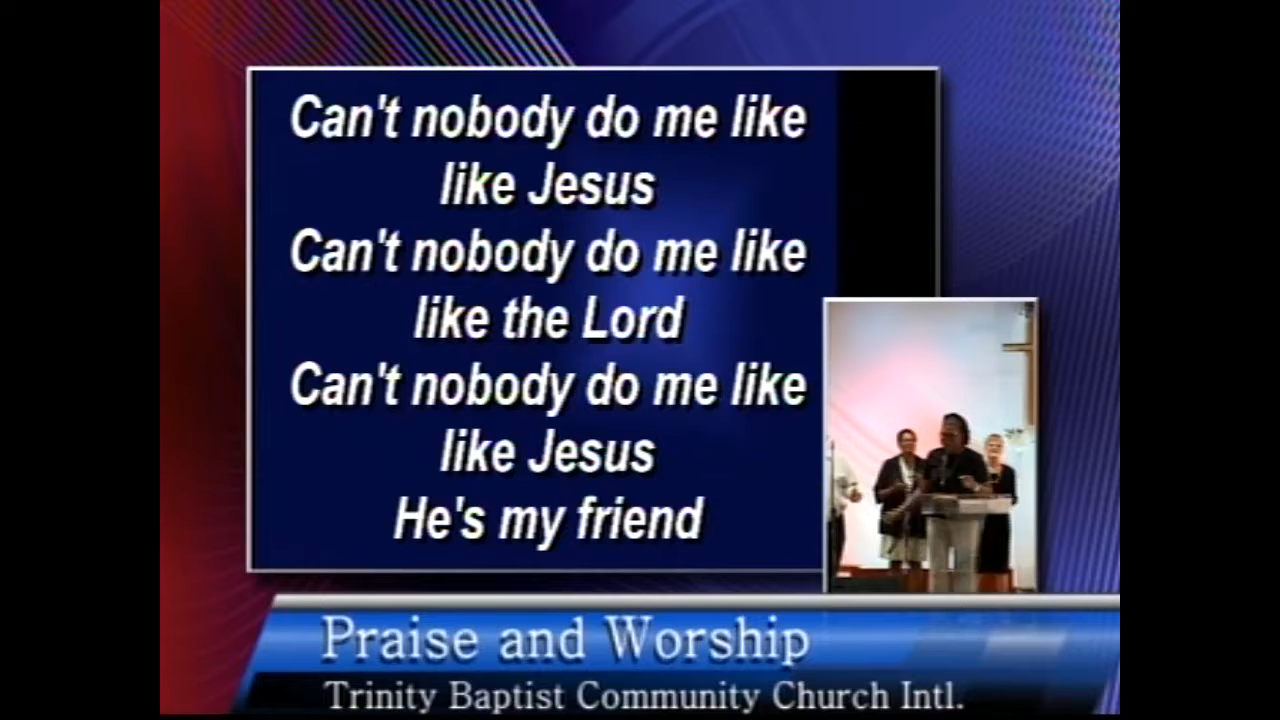 Can't nobody do me like
like Jesus
Can't nobody do me like
like the Lord
Can't nobody do me like
like Jesus
He's my friend
Praise and Worship
Trinity Baptist Community Church Intl.